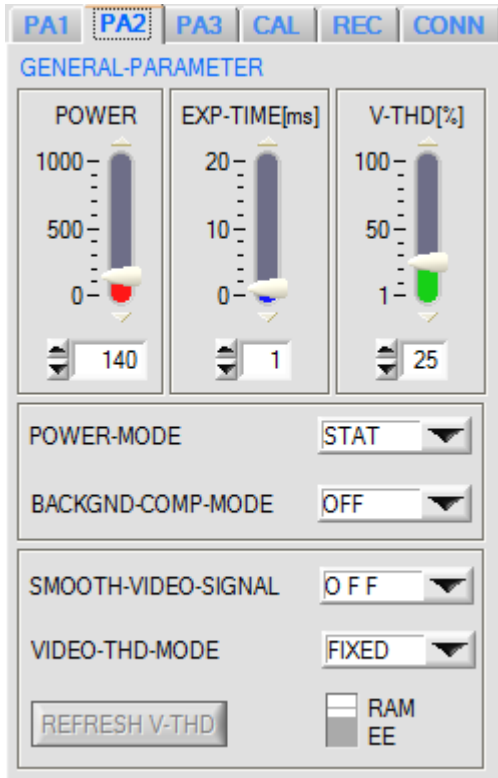 PA1 PA2 PA3 CAL REC CONN
GENERAL-PARAMETER
POWER EXP-TIME[ms] V-THD[%]
1000 20 100
500 10 50
0 0 1
140 1 25
POWER-MODE STAT
BACKGND-COMP-MODE OFF
SMOOTH-VIDEO-SIGNAL O F F
VIDEO-THD-MODE FIXED
REFRESH V-THD RAM
EE